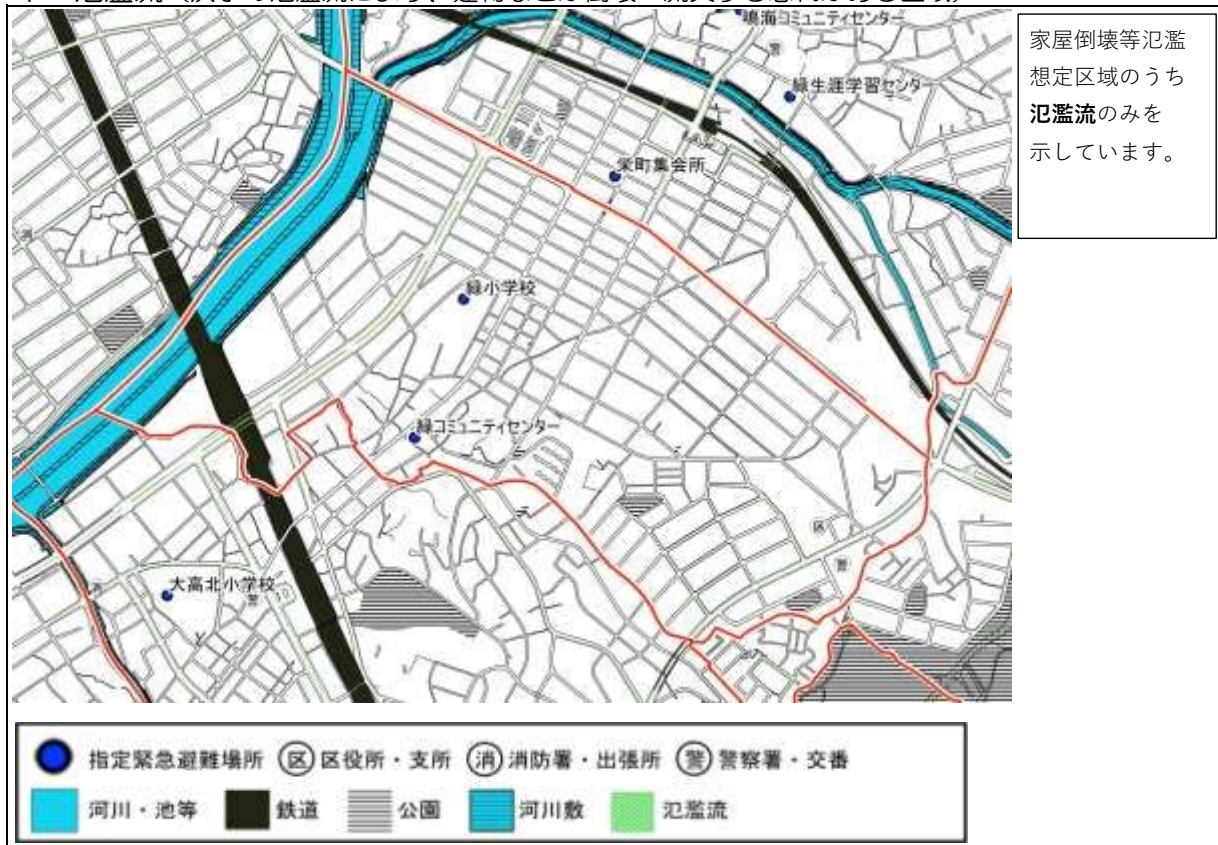 鳴海コミュニティセンター
緑生涯学習センター
栄町集会所
緑小学校
緑コミュニティセンター
大高北小学校
家屋倒壊等氾濫
想定区域のうち
氾濫流のみを
示しています。
指定緊急避難場所 区 区役所・支所 消 消防署・出張所 警 警察署・交番
河川・池等 鉄道 公園 河川敷 氾濫流